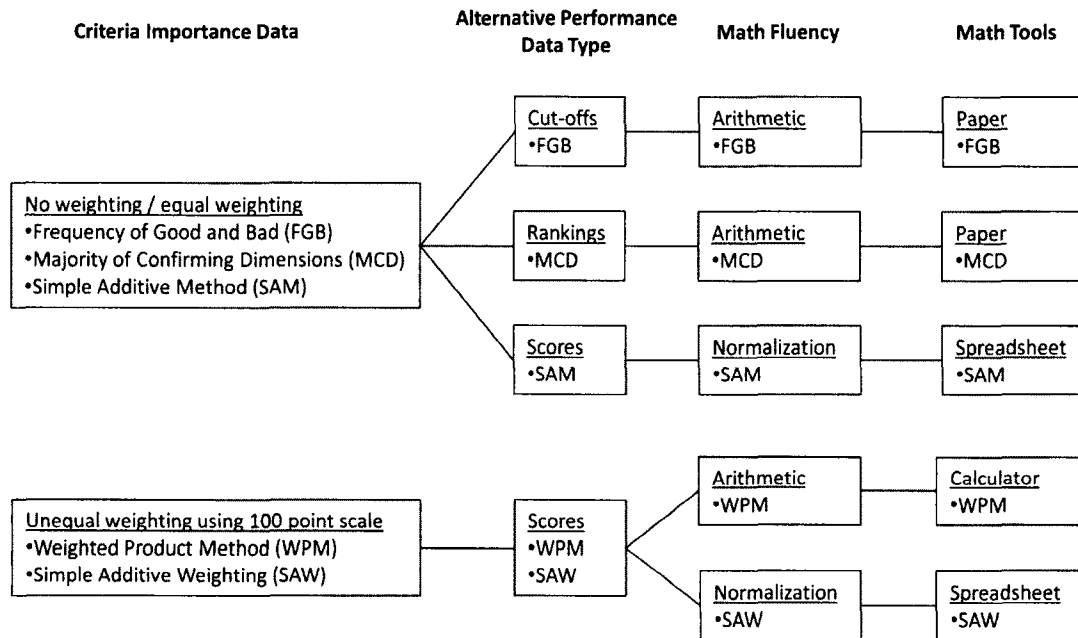 Criteria Importance Data
Alternative Performance
Data Type
Math Fluency
Math Tools
Cut-offs
•FGB
Arithmetic
•FGB
Paper
•FGB
No weighting / equal weighting
•Frequency of Good and Bad (FGB)
•Majority of Confirming Dimensions (MCD)
•Simple Additive Method (SAM)
Rankings
•MCD
Arithmetic
•MCD
Paper
•MCD
Scores
•SAM
Normalization
•SAM
Spreadsheet
•SAM
Unequal weighting using 100 point scale
•Weighted Product Method (WPM)
•Simple Additive Weighting (SAW)
Scores
•WPM
•SAW
Arithmetic
•WPM
Calculator
•WPM
Normalization
•SAW
Spreadsheet
•SAW